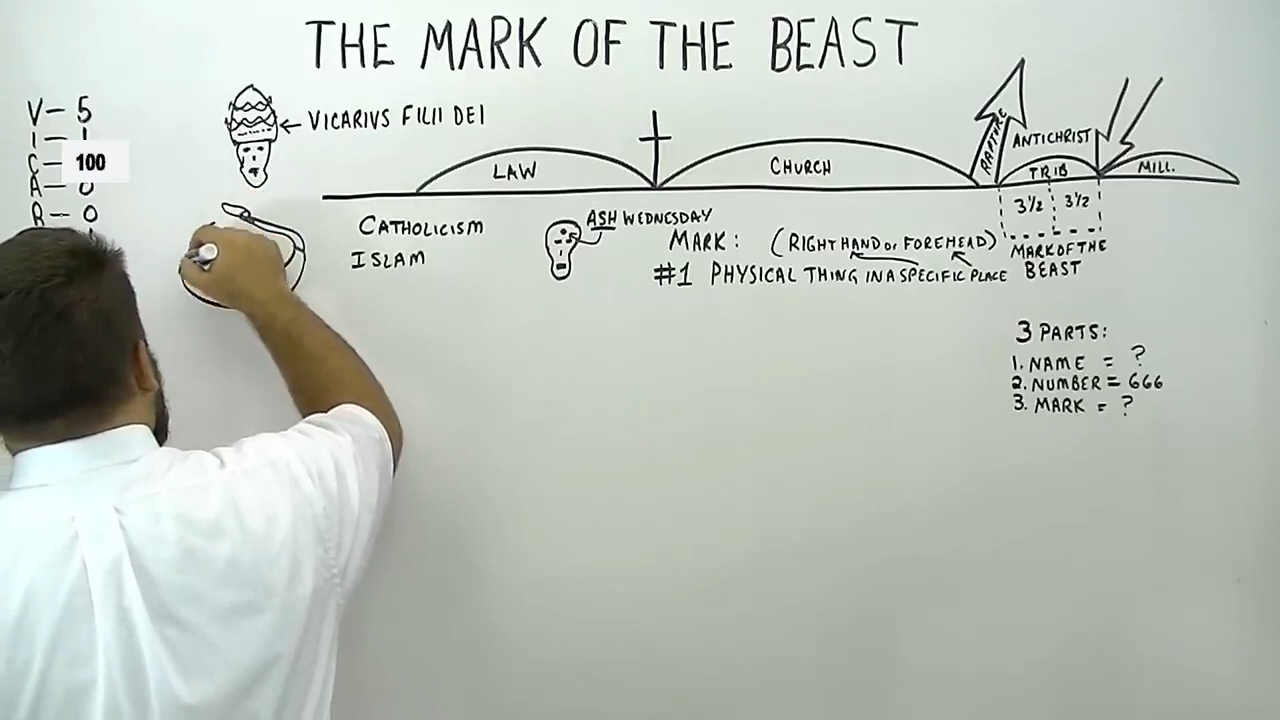 THE MARK OF THE BEAST
V- 5
I- 1
C- 100
A- 0
R- 0
← VICARIVS FILII DEI
LAW
CHURCH
RAPTURE
ANTICHRIST
TRIB
MILL.
3½ 3½
MARK OF THE
BEAST
CATHOLICISM
ISLAM
ASH WEDNESDAY
MARK: (RIGHT HAND OR FOREHEAD)
#1 PHYSICAL THING IN A SPECIFIC PLACE
3 PARTS:
1. NAME = ?
2. NUMBER = 666
3. MARK = ?